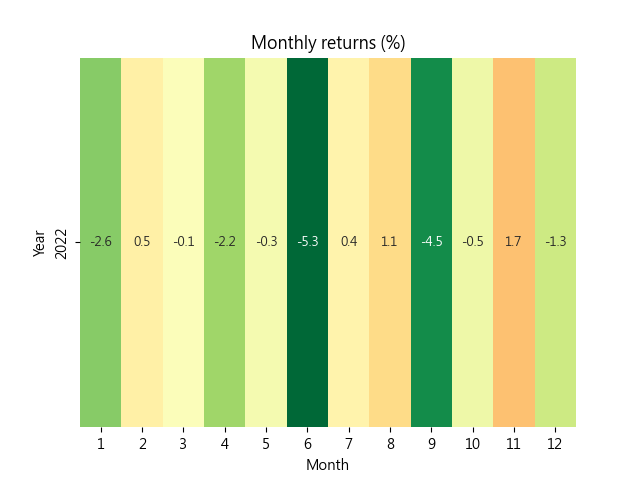 Monthly returns (%)
Year
2022
-2.6 0.5 -0.1 -2.2 -0.3 -5.3 0.4 1.1 -4.5 -0.5 1.7 -1.3
1 2 3 4 5 6 7 8 9 10 11 12
Month